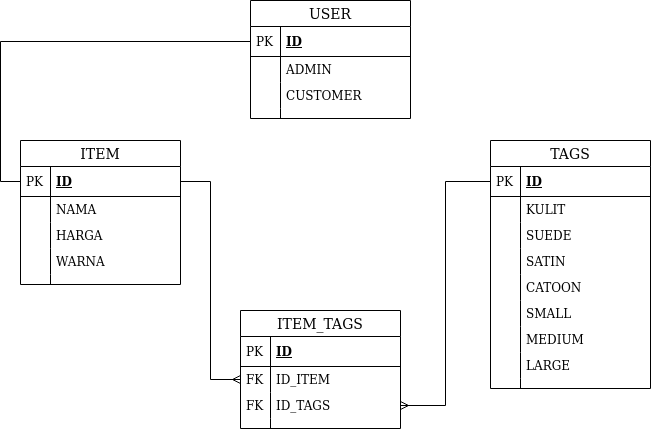 USER
PK ID
ADMIN
CUSTOMER
ITEM
PK ID
NAMA
HARGA
WARNA
TAGS
PK ID
KULIT
SUEDE
SATIN
CATOON
SMALL
MEDIUM
LARGE
ITEM_TAGS
PK ID
FK ID_ITEM
FK ID_TAGS